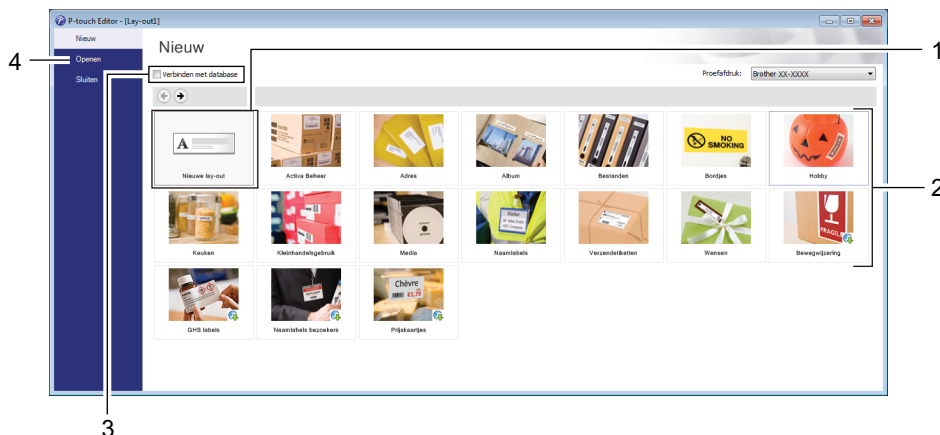 P-touch Editor - [Lay-out1]
Nieuw
Openen
Sluiten
Nieuw
Verbinden met database
Proefafdruk: Brother XX-XXXX
A
Nieuwe lay-out
Activa Beheer
Adres
Album
Bestanden
NO SMOKING
Bordjes
Hobby
Keuken
Kleinhandelsgebruik
Media
Visitor
Naamlabels
Verzendetiketten
Wensen
FRAGILE
Bewegwijzering
GHS labels
Naamlabels bezoekers
Chèvre
€1,78
Prijskaartjes
1
2
3
4